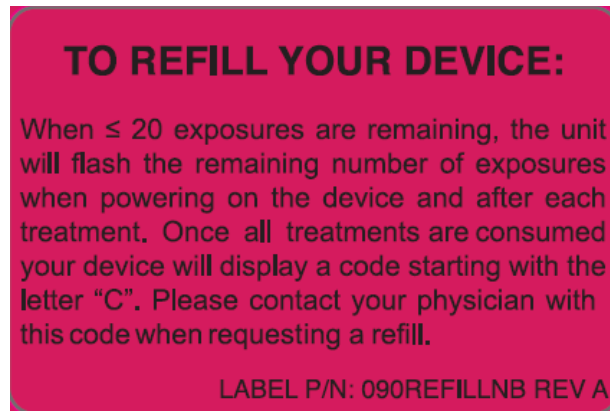 TO REFILL YOUR DEVICE:
When ≤ 20 exposures are remaining, the unit
will flash the remaining number of exposures
when powering on the device and after each
treatment. Once all treatments are consumed
your device will display a code starting with the
letter “C”. Please contact your physician with
this code when requesting a refill.
LABEL P/N: 090REFILLNB REV A